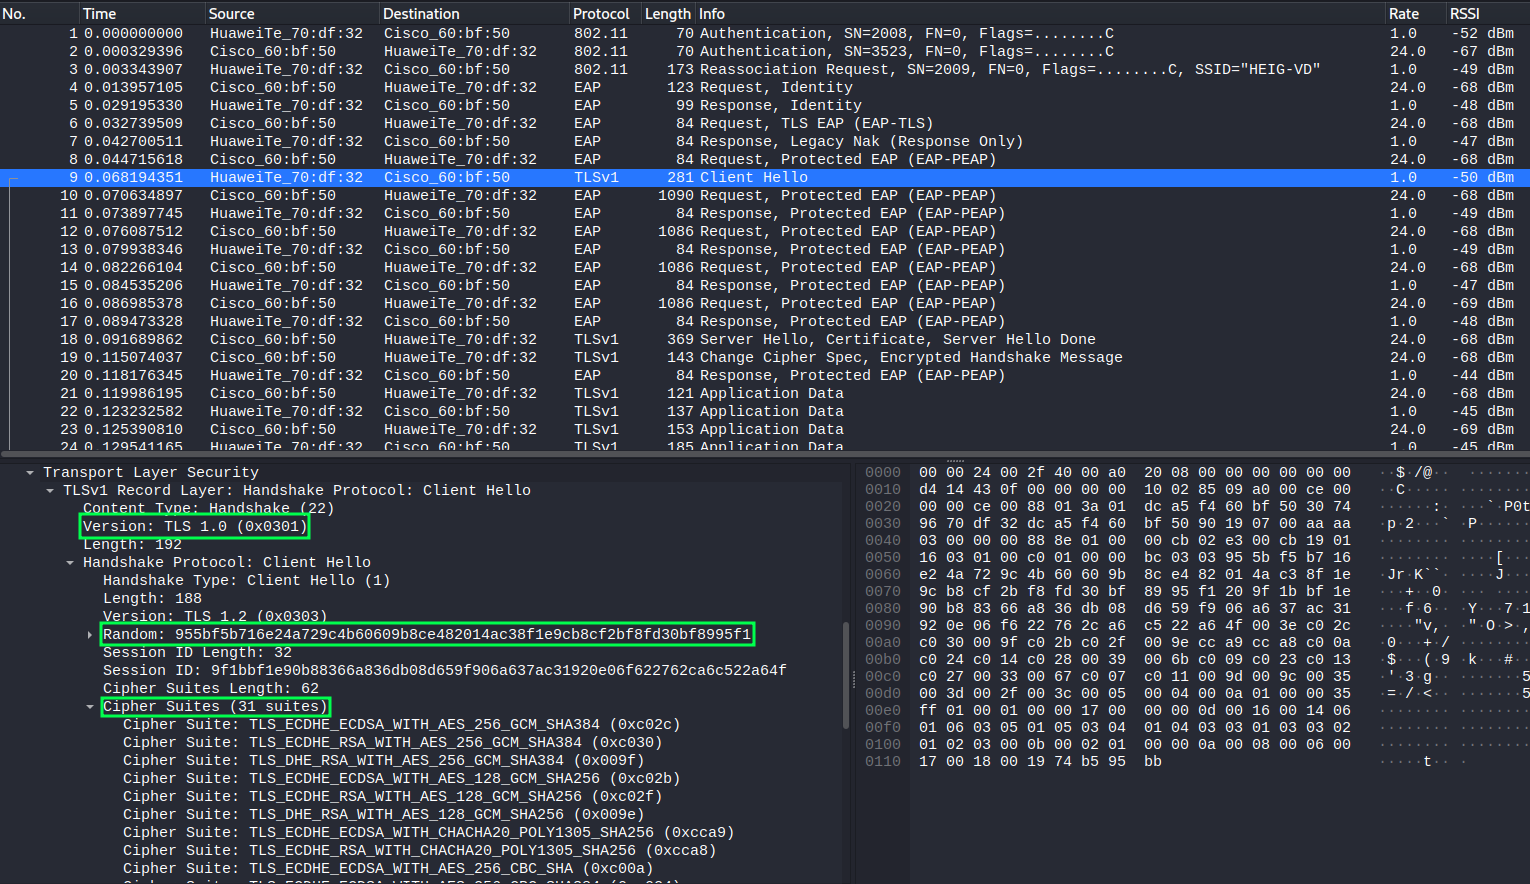 No. Time Source Destination Protocol Length Info Rate RSSI
1 0.000000000 HuaweiTe_70:df:32 Cisco_60:bf:50 802.11 70 Authentication, SN=2008, FN=0, Flags=........C 1.0 -52 dBm
2 0.000329396 Cisco_60:bf:50 HuaweiTe_70:df:32 802.11 70 Authentication, SN=3523, FN=0, Flags=........C 24.0 -67 dBm
3 0.003343907 HuaweiTe_70:df:32 Cisco_60:bf:50 802.11 173 Reassociation Request, SN=2009, FN=0, Flags=........C, SSID="HEIG-VD" 1.0 -49 dBm
4 0.013957105 Cisco_60:bf:50 HuaweiTe_70:df:32 EAP 123 Request, Identity 24.0 -68 dBm
5 0.029195330 HuaweiTe_70:df:32 Cisco_60:bf:50 EAP 99 Response, Identity 1.0 -48 dBm
6 0.032739509 Cisco_60:bf:50 HuaweiTe_70:df:32 EAP 84 Request, TLS EAP (EAP-TLS) 24.0 -68 dBm
7 0.042700511 HuaweiTe_70:df:32 Cisco_60:bf:50 EAP 84 Response, Legacy Nak (Response Only) 1.0 -47 dBm
8 0.044715618 Cisco_60:bf:50 HuaweiTe_70:df:32 EAP 84 Request, Protected EAP (EAP-PEAP) 24.0 -68 dBm
9 0.068194351 HuaweiTe_70:df:32 Cisco_60:bf:50 TLSv1 281 Client Hello 1.0 -50 dBm
10 0.070634897 Cisco_60:bf:50 HuaweiTe_70:df:32 EAP 1090 Request, Protected EAP (EAP-PEAP) 24.0 -68 dBm
11 0.073897745 HuaweiTe_70:df:32 Cisco_60:bf:50 EAP 84 Response, Protected EAP (EAP-PEAP) 1.0 -49 dBm
12 0.076087512 Cisco_60:bf:50 HuaweiTe_70:df:32 EAP 1086 Request, Protected EAP (EAP-PEAP) 24.0 -68 dBm
13 0.079938346 HuaweiTe_70:df:32 Cisco_60:bf:50 EAP 84 Response, Protected EAP (EAP-PEAP) 1.0 -49 dBm
14 0.082266104 Cisco_60:bf:50 HuaweiTe_70:df:32 EAP 1086 Request, Protected EAP (EAP-PEAP) 24.0 -68 dBm
15 0.084535206 HuaweiTe_70:df:32 Cisco_60:bf:50 EAP 84 Response, Protected EAP (EAP-PEAP) 1.0 -47 dBm
16 0.086985378 Cisco_60:bf:50 HuaweiTe_70:df:32 EAP 1086 Request, Protected EAP (EAP-PEAP) 24.0 -69 dBm
17 0.089473328 HuaweiTe_70:df:32 Cisco_60:bf:50 EAP 84 Response, Protected EAP (EAP-PEAP) 1.0 -48 dBm
18 0.091689862 Cisco_60:bf:50 HuaweiTe_70:df:32 TLSv1 369 Server Hello, Certificate, Server Hello Done 24.0 -68 dBm
19 0.115074037 Cisco_60:bf:50 HuaweiTe_70:df:32 TLSv1 143 Change Cipher Spec, Encrypted Handshake Message 24.0 -68 dBm
20 0.118176345 HuaweiTe_70:df:32 Cisco_60:bf:50 EAP 84 Response, Protected EAP (EAP-PEAP) 1.0 -44 dBm
21 0.119986195 Cisco_60:bf:50 HuaweiTe_70:df:32 TLSv1 121 Application Data 24.0 -68 dBm
22 0.123232582 HuaweiTe_70:df:32 Cisco_60:bf:50 TLSv1 137 Application Data 1.0 -45 dBm
23 0.125390810 Cisco_60:bf:50 HuaweiTe_70:df:32 TLSv1 153 Application Data 24.0 -69 dBm
24 0.129541165 HuaweiTe_70:df:32 Cisco_60:bf:50 TLSv1 185 Application Data 1.0 -45 dBm
Transport Layer Security
TLSv1 Record Layer: Handshake Protocol: Client Hello
Content Type: Handshake (22)
Version: TLS 1.0 (0x0301)
Length: 192
Handshake Protocol: Client Hello
Handshake Type: Client Hello (1)
Length: 188
Version: TLS 1.2 (0x0303)
Random: 955bf5b716e24a729c4b60609b8ce482014ac38f1e9cb8cf2bf8fd30bf8995f1
Session ID Length: 32
Session ID: 9f1bbf1e90b88366a836db08d659f906a637ac31920e06f622762ca6c522a64f
Cipher Suites Length: 62
Cipher Suites (31 suites)
Cipher Suite: TLS_ECDHE_ECDSA_WITH_AES_256_GCM_SHA384 (0xc02c)
Cipher Suite: TLS_ECDHE_RSA_WITH_AES_256_GCM_SHA384 (0xc030)
Cipher Suite: TLS_DHE_RSA_WITH_AES_256_GCM_SHA384 (0x009f)
Cipher Suite: TLS_ECDHE_ECDSA_WITH_AES_128_GCM_SHA256 (0xc02b)
Cipher Suite: TLS_ECDHE_RSA_WITH_AES_128_GCM_SHA256 (0xc02f)
Cipher Suite: TLS_DHE_RSA_WITH_AES_128_GCM_SHA256 (0x009e)
Cipher Suite: TLS_ECDHE_ECDSA_WITH_CHACHA20_POLY1305_SHA256 (0xcca9)
Cipher Suite: TLS_ECDHE_RSA_WITH_CHACHA20_POLY1305_SHA256 (0xcca8)
Cipher Suite: TLS_ECDHE_ECDSA_WITH_AES_256_CBC_SHA (0xc00a)
0000 00 00 24 00 2f 40 00 a0 20 08 00 00 00 00 00 00 ··$·/@·· ········
0010 d4 14 43 0f 00 00 00 00 10 02 85 09 a0 00 ce 00 ··C····· ········
0020 00 00 ce 00 88 01 3a 01 dc a5 f4 60 bf 50 30 74 ······:· ···`·P0t
0030 96 70 df 32 dc a5 f4 60 bf 50 90 19 07 00 aa aa ·p·2···` ·P······
0040 03 00 00 00 88 8e 01 00 00 cb 02 e3 00 cb 19 01 ········ ········
0050 16 03 01 00 c0 01 00 00 bc 03 03 95 5b f5 b7 16 ········ ····[···
0060 e2 4a 72 9c 4b 60 60 9b 8c e4 82 01 4a c3 8f 1e ·Jr·K``· ····J···
0070 9c b8 cf 2b f8 fd 30 bf 89 95 f1 20 9f 1b bf 1e ···+··0· ··· ····
0080 90 b8 83 66 a8 36 db 08 d6 59 f9 06 a6 37 ac 31 ···f·6·· ·Y···7·1
0090 92 0e 06 f6 22 76 2c a6 c5 22 a6 4f 00 3e c0 2c ····"v,· ·"·O·>·,
00a0 c0 30 00 9f c0 2b c0 2f 00 9e cc a9 cc a8 c0 0a ·0···+·/ ········
00b0 c0 24 c0 14 c0 28 00 39 00 6b c0 09 c0 23 c0 13 ·$···(·9 ·k···#··
00c0 c0 27 00 33 00 67 c0 07 c0 11 00 9d 00 9c 00 35 ·'·3·g·· ·······5
00d0 00 3d 00 2f 00 3c 00 05 00 04 00 0a 01 00 00 35 ·=·/·<·· ·······5
00e0 ff 01 00 01 00 00 17 00 00 00 0d 00 16 00 14 06 ········ ········
00f0 01 06 03 05 01 05 03 04 01 04 03 03 01 03 03 02 ········ ········
0100 01 02 03 00 0b 00 02 01 00 00 0a 00 08 00 06 00 ········ ········
0110 17 00 18 00 19 74 b5 95 bb ·····t·· ·